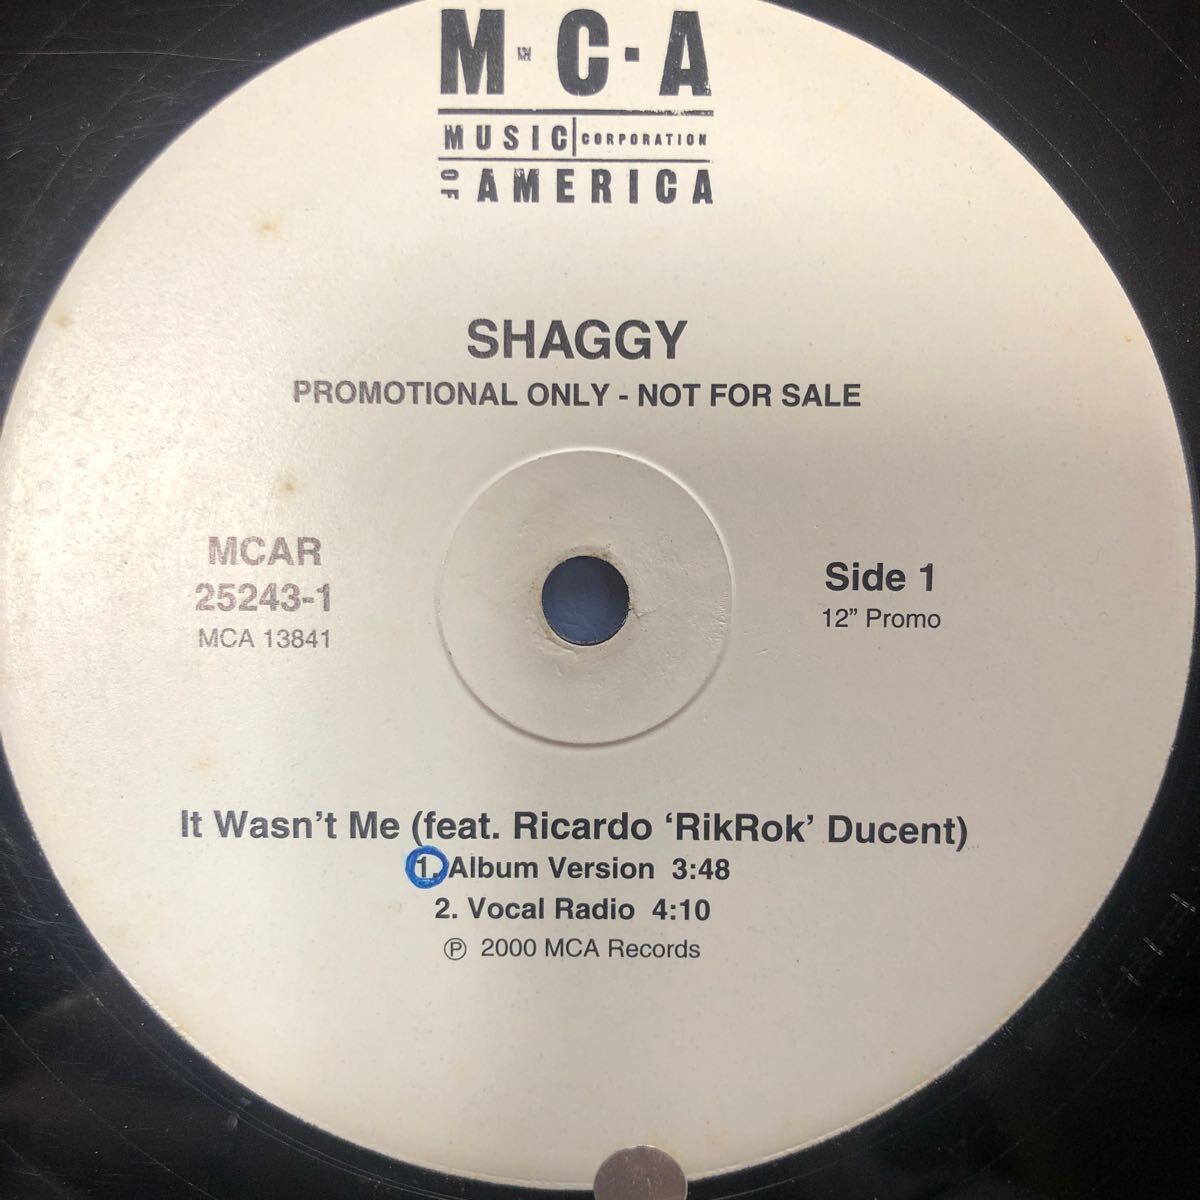 M·C·A
MUSIC CORPORATION
OF AMERICA
SHAGGY
PROMOTIONAL ONLY - NOT FOR SALE
MCAR
25243-1
MCA 13841
Side 1
12” Promo
It Wasn't Me (feat. Ricardo ‘RikRok’ Ducent)
1. Album Version 3:48
2. Vocal Radio 4:10
℗ 2000 MCA Records